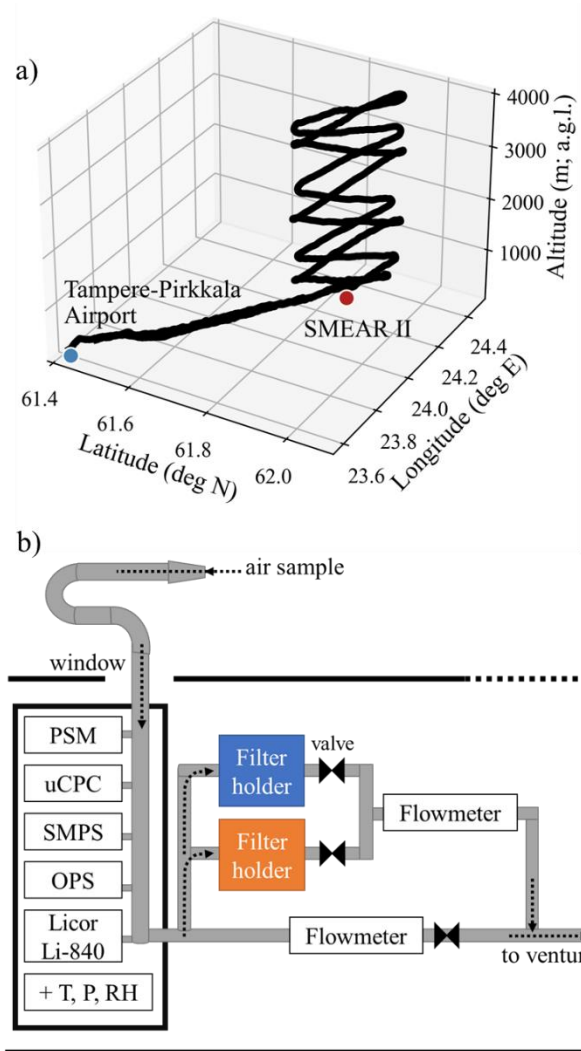 a)
4000
3000
2000
1000
Altitude (m; a.g.l.)
Tampere-Pirkkala
Airport
SMEAR II
61.4
61.6
61.8
62.0
Latitude (deg N)
23.6
23.8
24.0
24.2
24.4
Longitude (deg E)
b)
air sample
window
PSM
uCPC
SMPS
OPS
Licor
Li-840
+ T, P, RH
Filter
holder
valve
Filter
holder
Flowmeter
Flowmeter
to ventur